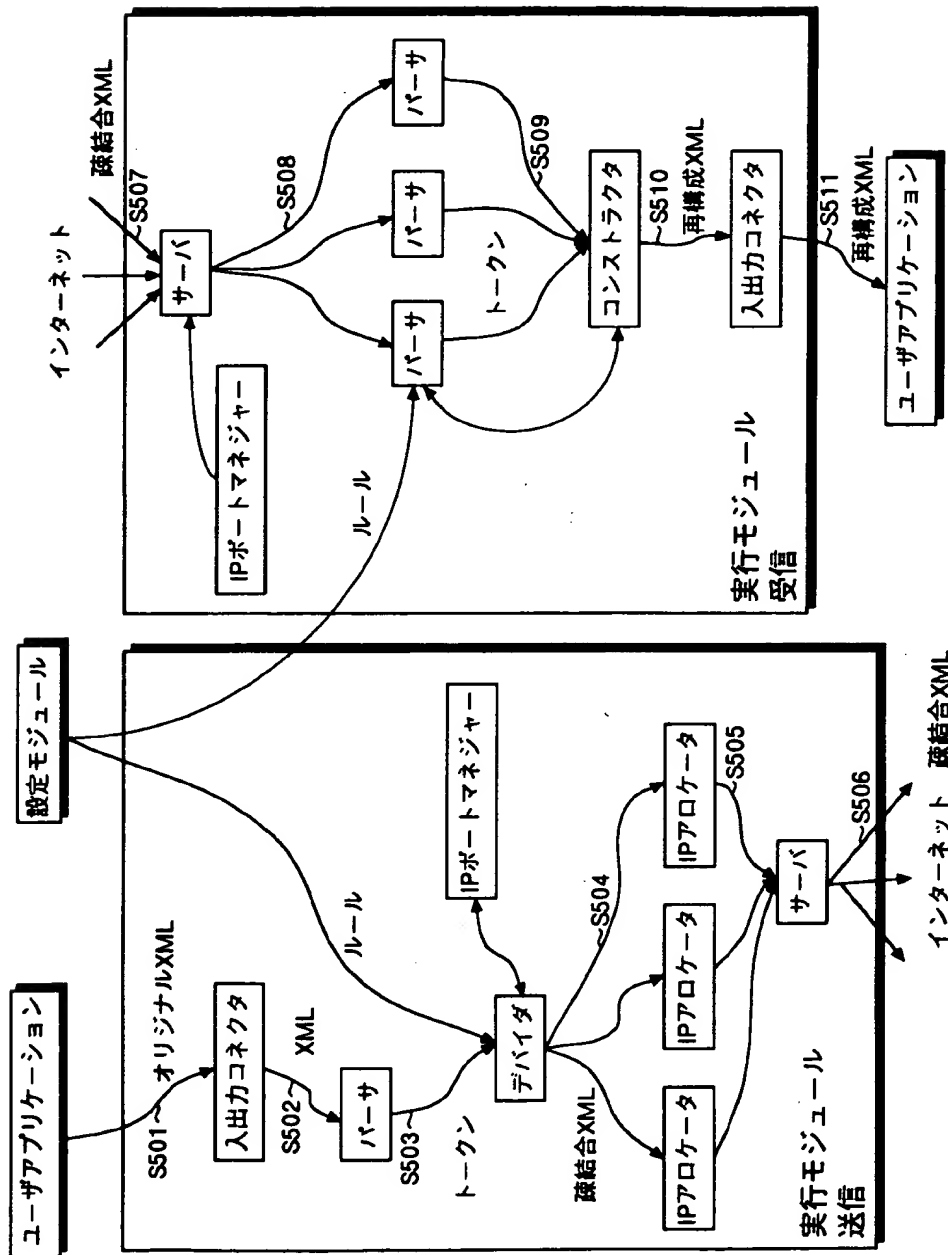 ユーザアプリケーション
S501
オリジナルXML
入出力コネクタ
S502
XML
パーサ
S503
トークン
設定モジュール
ルール
デバイダ
IPポートマネジャー
疎結合XML
S504
IPアロケータ
IPアロケータ
IPアロケータ
S505
サーバ
S506
インターネット 疎結合XML
実行モジュール
送信
インターネット
疎結合XML
S507
サーバ
IPポートマネジャー
S508
ルール
パーサ
パーサ
パーサ
トークン
S509
コンストラクタ
S510
再構成XML
入出力コネクタ
S511
再構成XML
ユーザアプリケーション
実行モジュール
受信